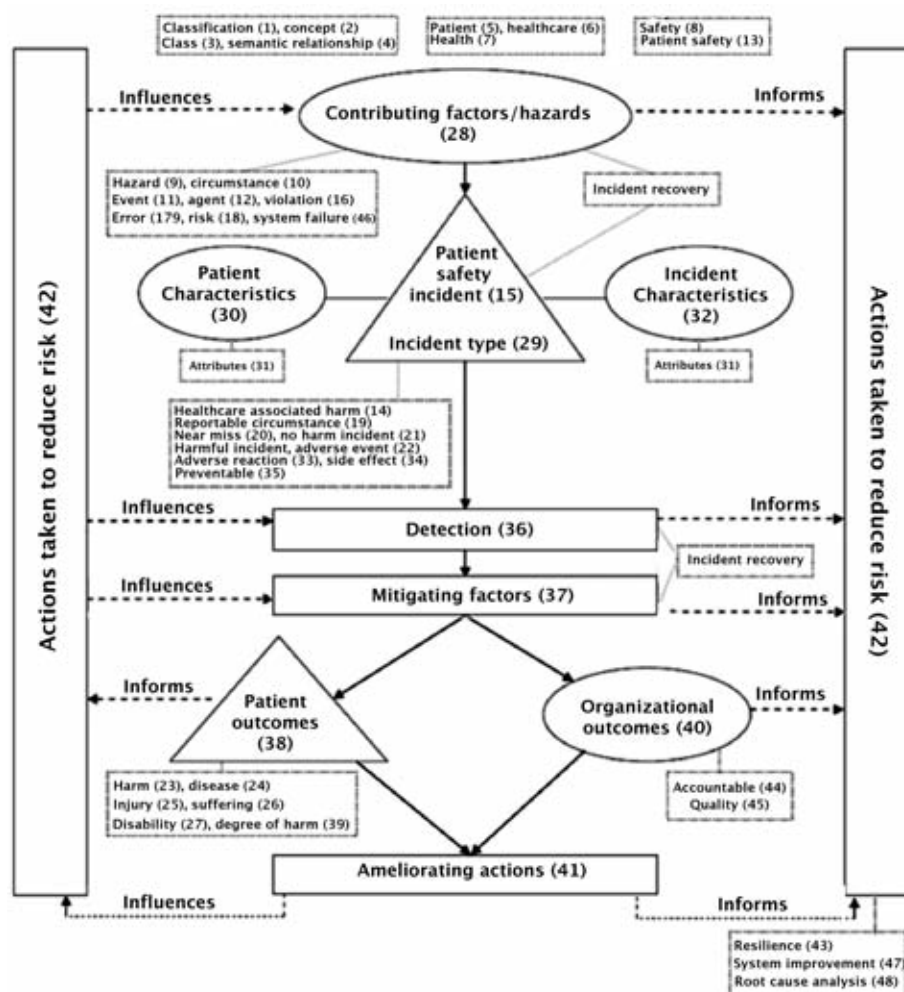 Classification (1), concept (2)
Class (3), semantic relationship (4)
Patient (5), healthcare (6)
Health (7)
Safety (8)
Patient safety (13)
Influences
Informs
Contributing factors/hazards
(28)
Hazard (9), circumstance (10)
Event (11), agent (12), violation (16)
Error (179, risk (18), system failure (46)
Incident recovery
Patient
safety
incident (15)
Incident type (29)
Patient
Characteristics
(30)
Incident
Characteristics
(32)
Attributes (31)
Attributes (31)
Actions taken to reduce risk (42)
Actions taken to reduce risk (42)
Healthcare associated harm (14)
Reportable circumstance (19)
Near miss (20), no harm incident (21)
Harmful incident, adverse event (22)
Adverse reaction (33), side effect (34)
Preventable (35)
Influences
Detection (36)
Informs
Incident recovery
Influences
Mitigating factors (37)
Informs
Informs
Patient
outcomes
(38)
Organizational
outcomes (40)
Informs
Harm (23), disease (24)
Injury (25), suffering (26)
Disability (27), degree of harm (39)
Accountable (44)
Quality (45)
Ameliorating actions (41)
Influences
Informs
Resilience (43)
System improvement (47)
Root cause analysis (48)